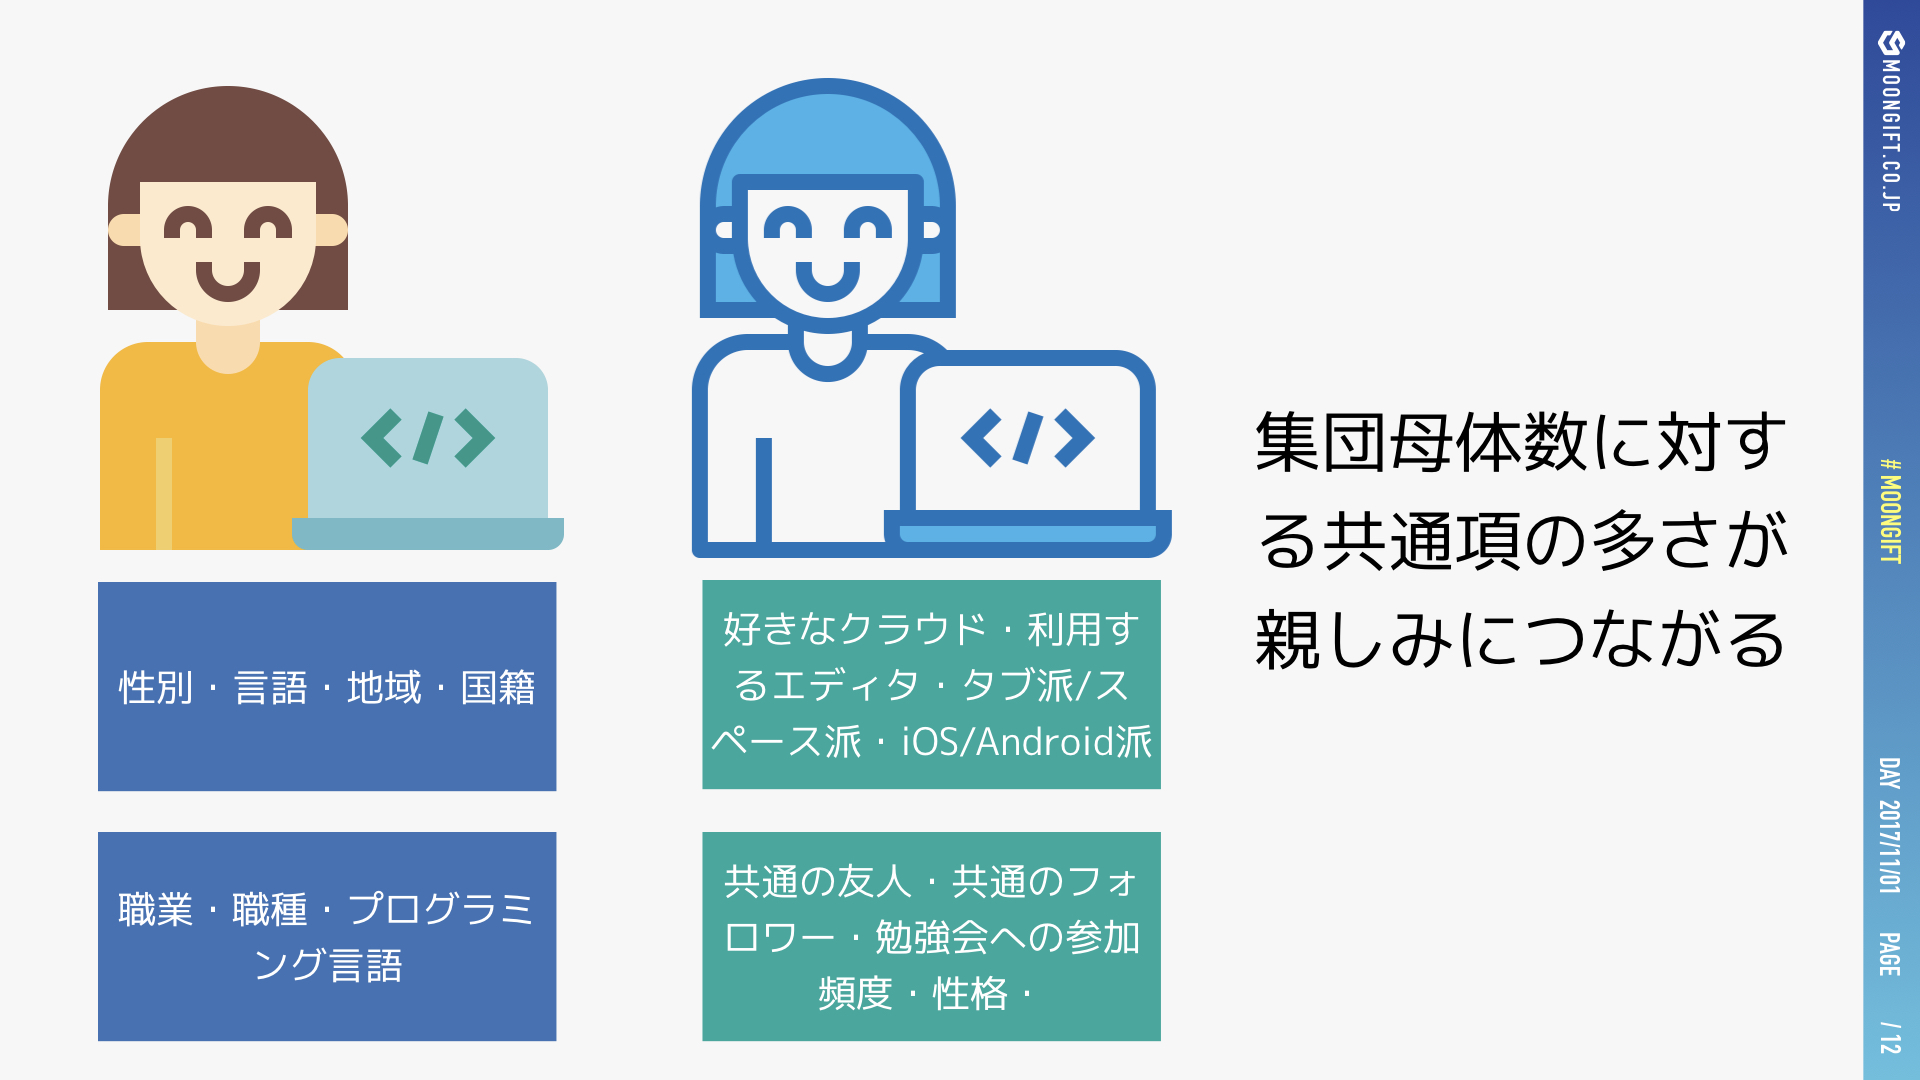 性別・言語・地域・国籍
職業・職種・プログラミ
ング言語
好きなクラウド・利用す
るエディタ・タブ派/ス
ペース派・iOS/Android派
共通の友人・共通のフォ
ロワー・勉強会への参加
頻度・性格・
集団母体数に対す
る共通項の多さが
親しみにつながる
MOONGIFT.CO.JP
# MOONGIFT
DAY 2017/11/01 PAGE / 12